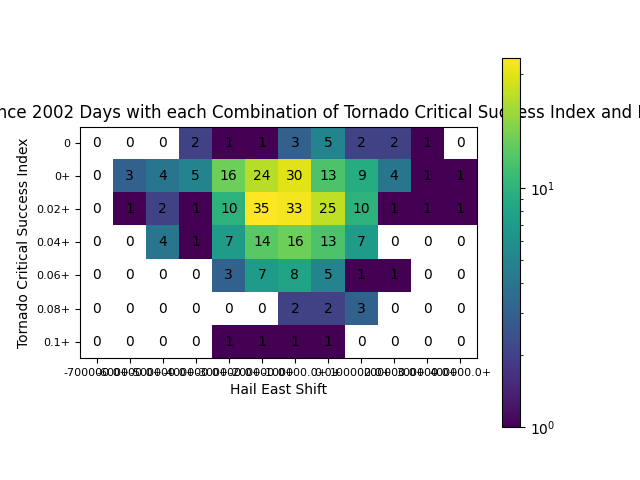 nce 2002 Days with each Combination of Tornado Critical Success Index and
Tornado Critical Success Index
0 0 0 0 2 1 1 3 5 2 2 1 0
0+ 0 3 4 5 16 24 30 13 9 4 1 1
0.02+ 0 1 2 1 10 35 33 25 10 1 1 1
0.04+ 0 0 4 1 7 14 16 13 7 0 0 0
0.06+ 0 0 0 0 3 7 8 5 1 1 0 0
0.08+ 0 0 0 0 0 0 2 2 3 0 0 0
0.1+ 0 0 0 0 1 1 1 1 0 0 0 0
Hail East Shift
10¹
10⁰